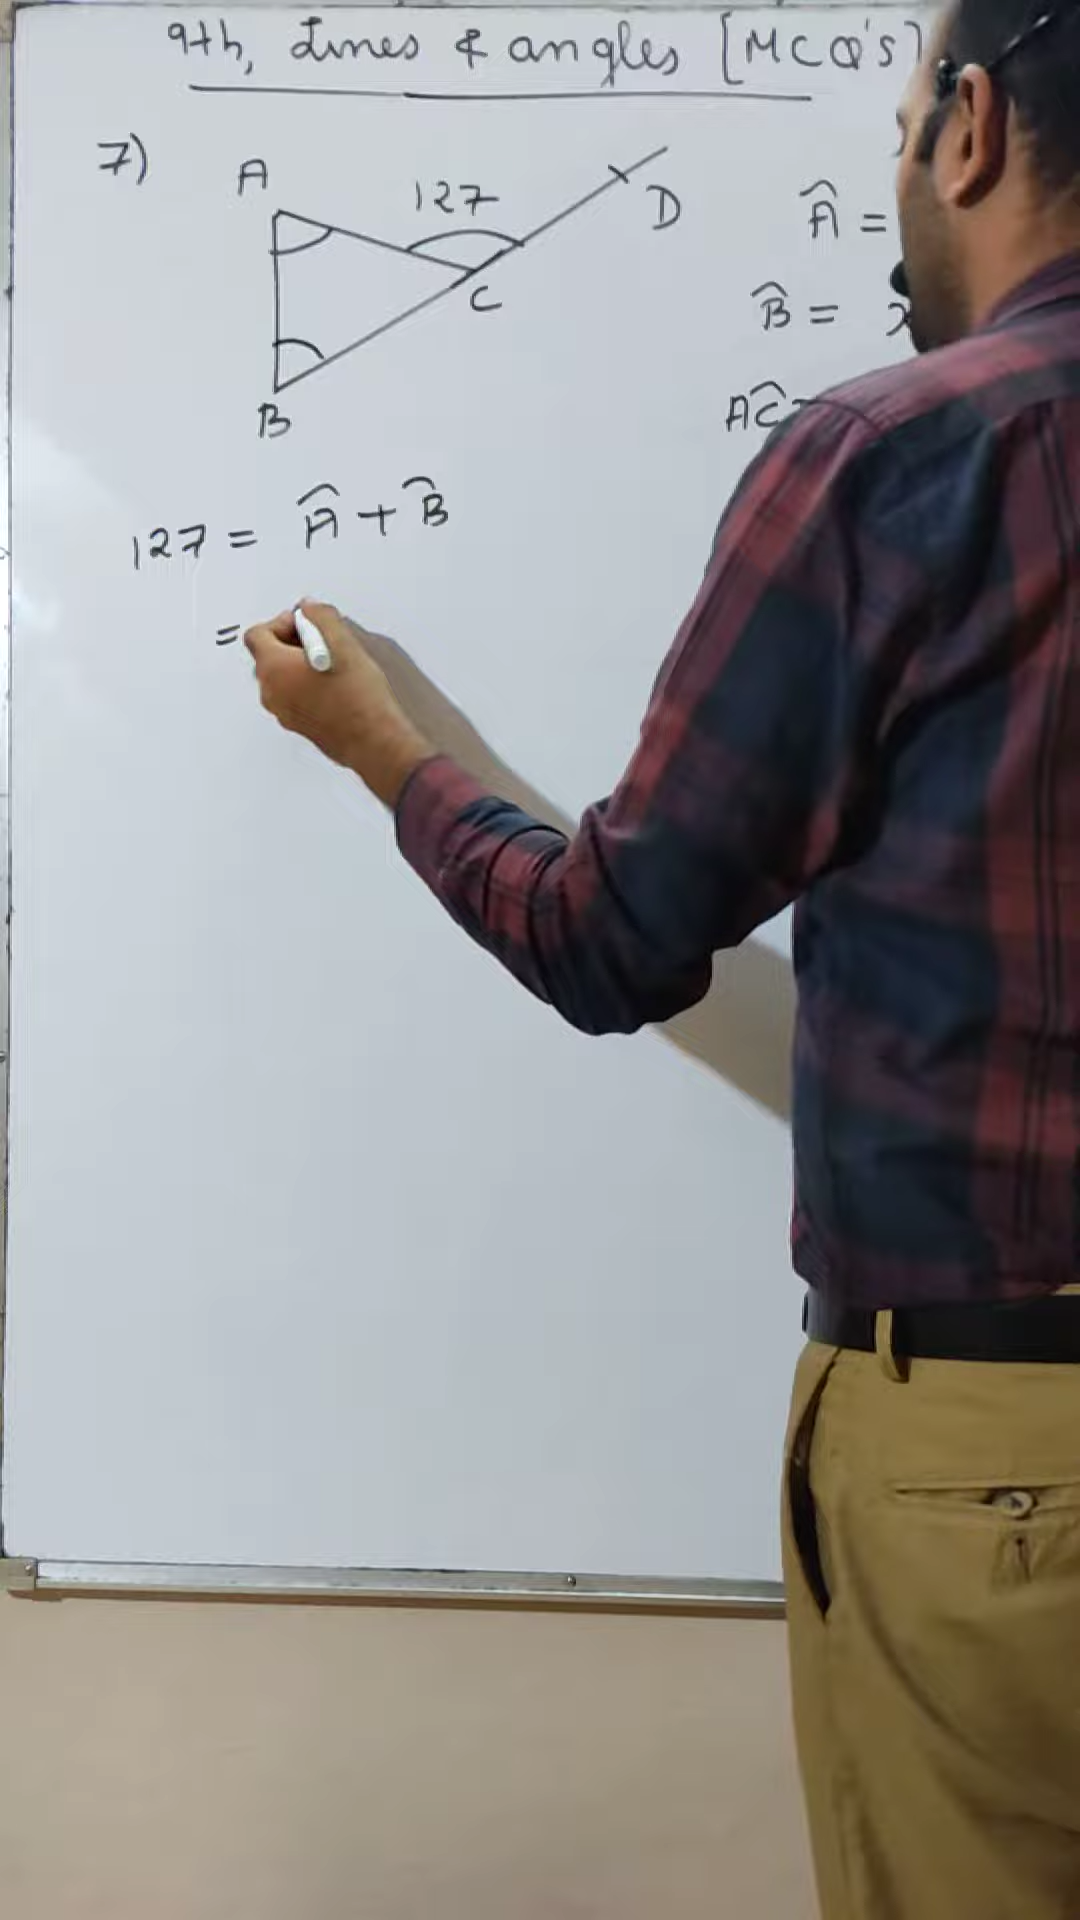 9th, Lines & angles [MCQ'S]
7)
A
127
D
C
B
Â =
B̂ =
AĈ
127 = Â + B̂
=